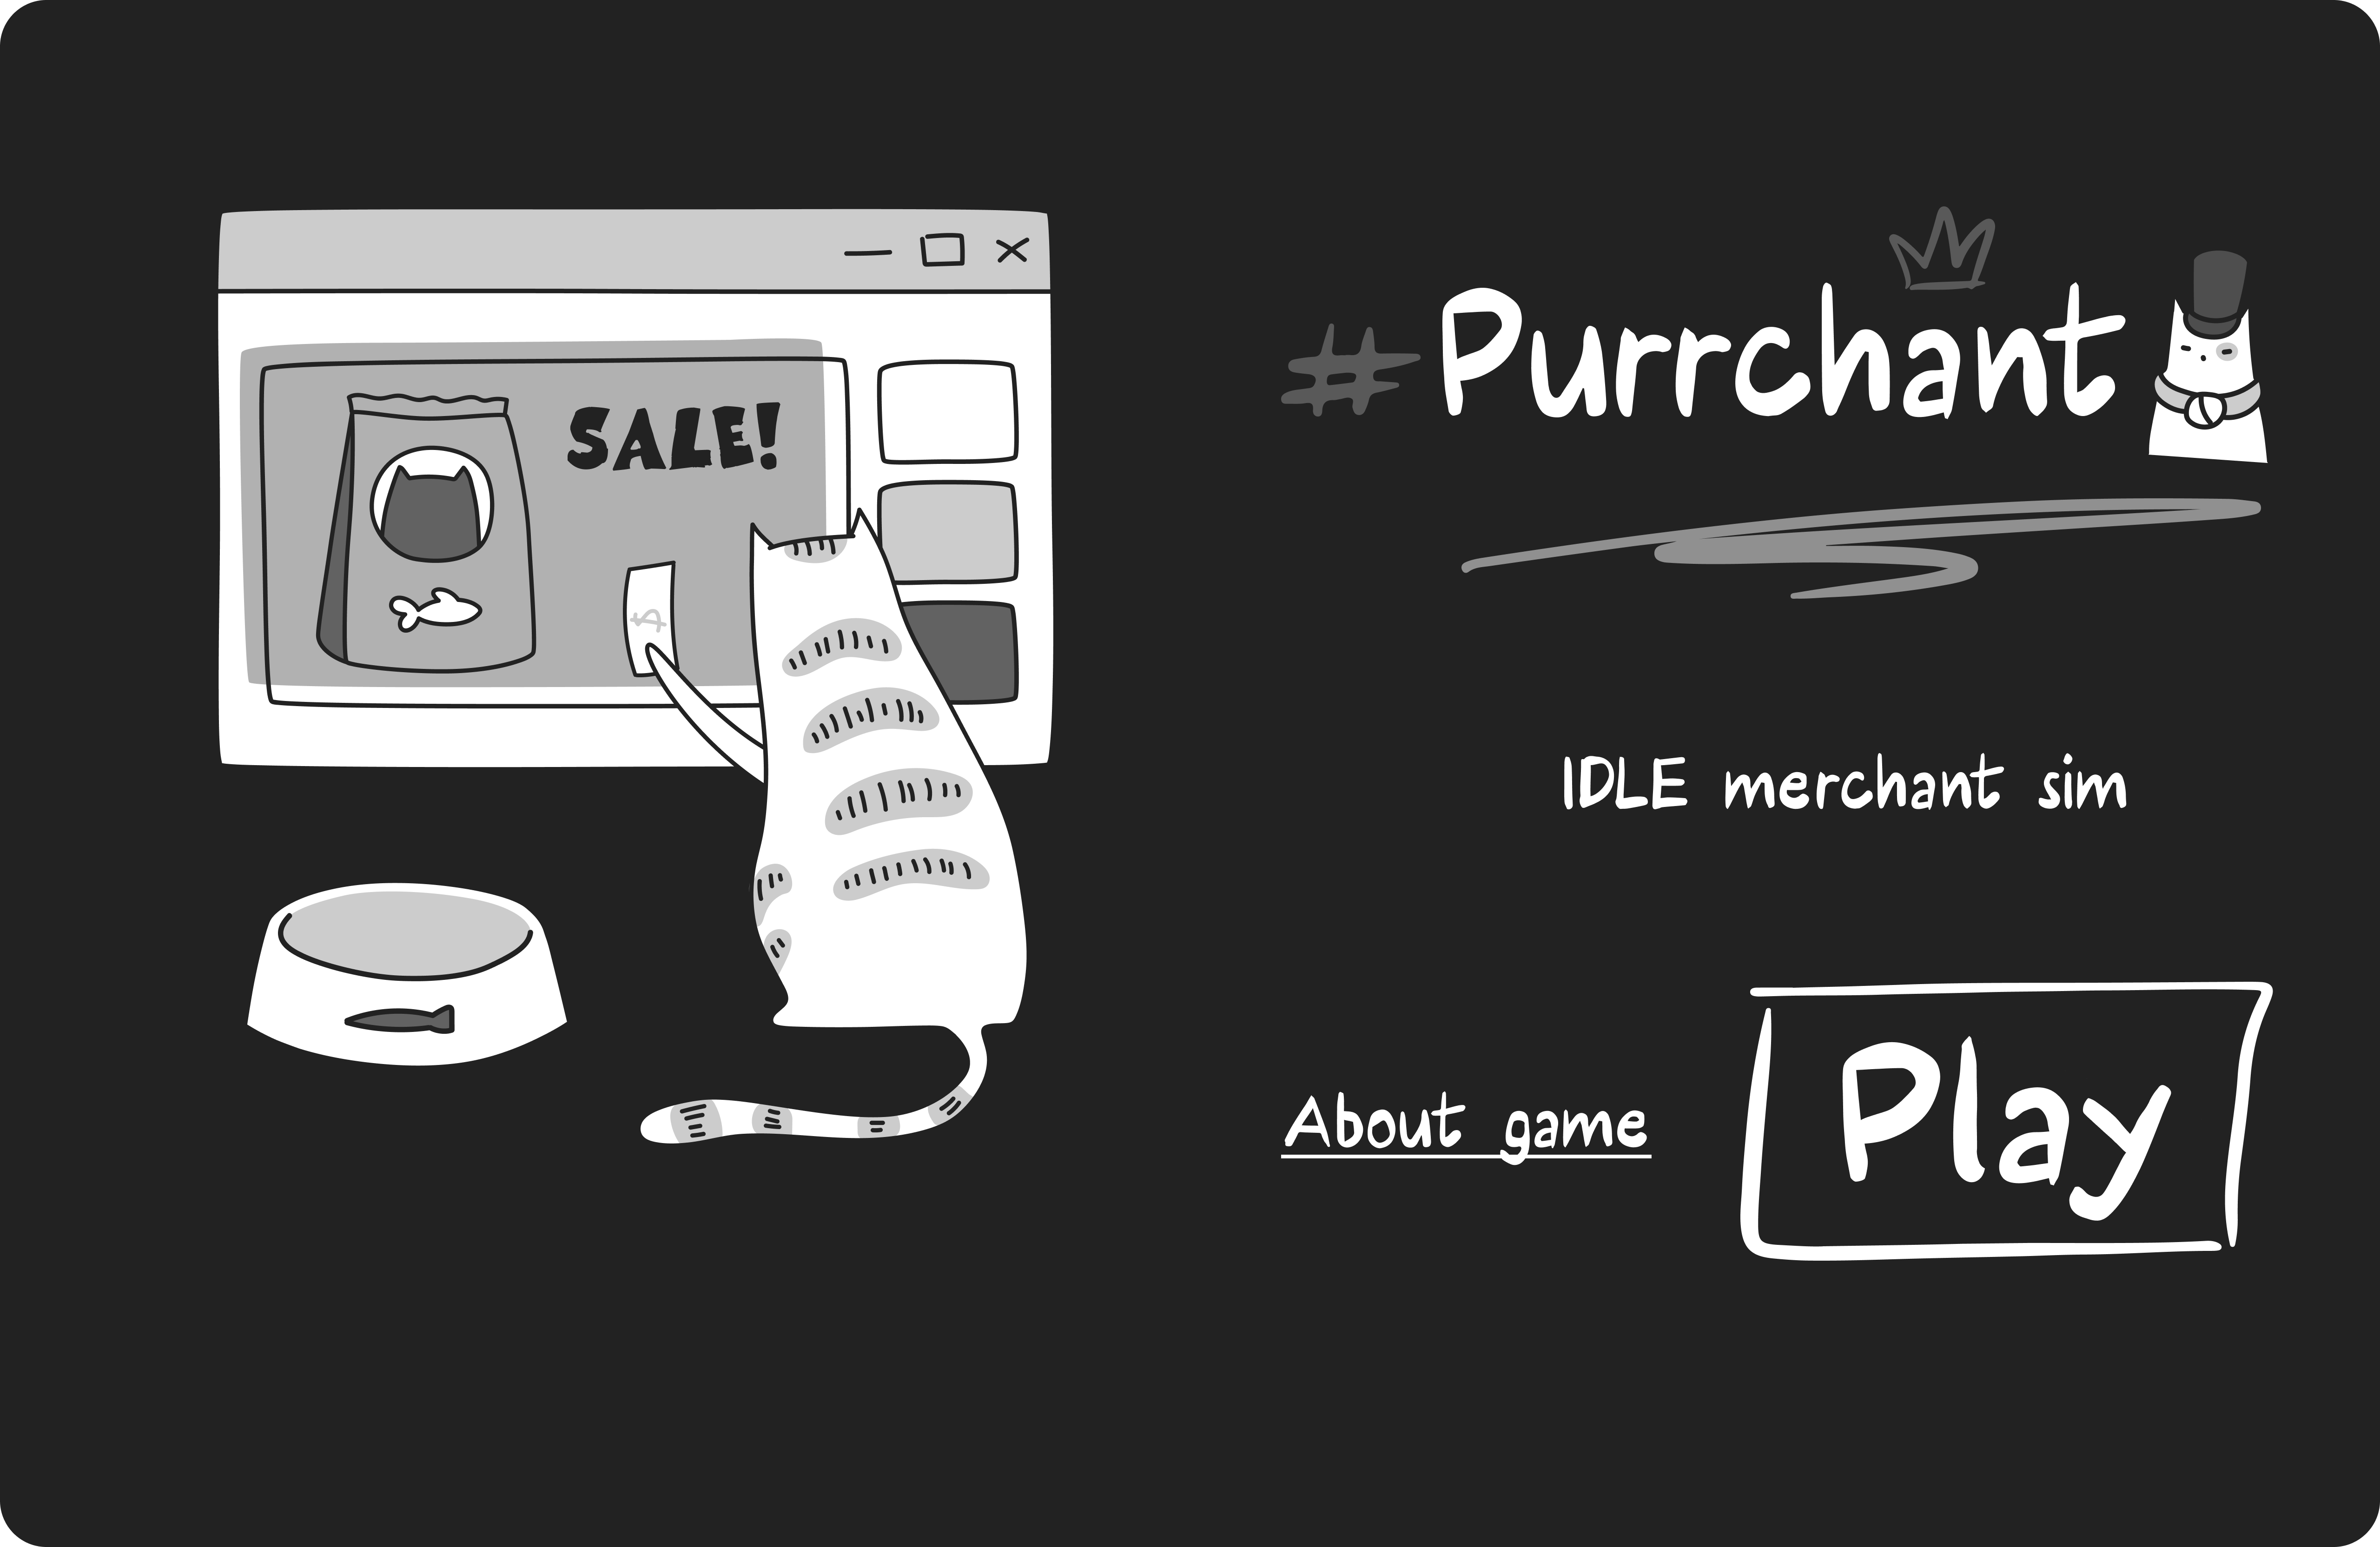 SALE!
$
#Purrchant
IDLE merchant sim
About game
Play